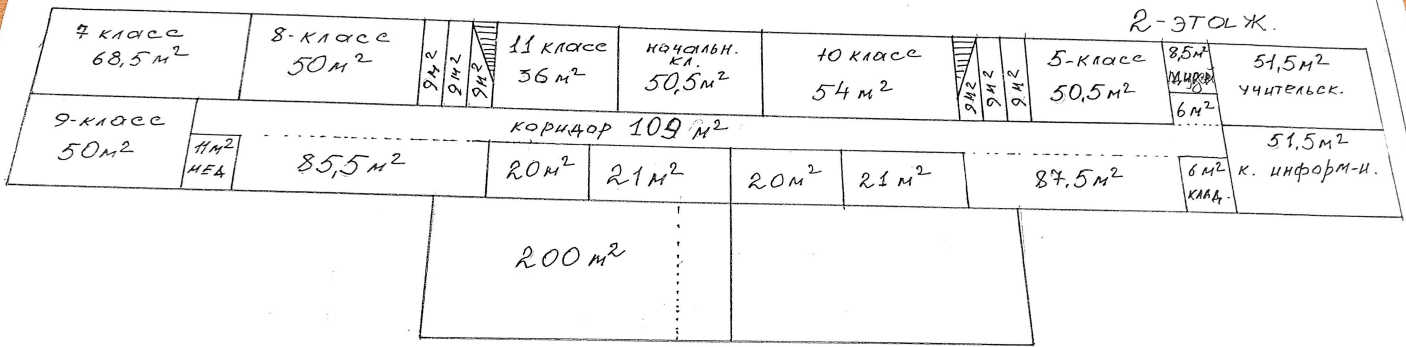 2-ЭТОЖ.
7 класс
68,5 м²
8-класс
50 м²
9 м²
9 м²
9 м²
11 класс
36 м²
начальн.
кл.
50,5 м²
10 класс
54 м²
9 м²
9 м²
9 м²
5-класс
50,5 м²
8,5 м²
6 м²
51,5 м²
учительск.
9-класс
50 м²
11 м²
МЕД
коридор 109 м²
85,5 м²
20 м²
21 м²
20 м²
21 м²
87.5 м²
6 м²
КЛАД.
51,5 м²
к. информ-и.
200 м²